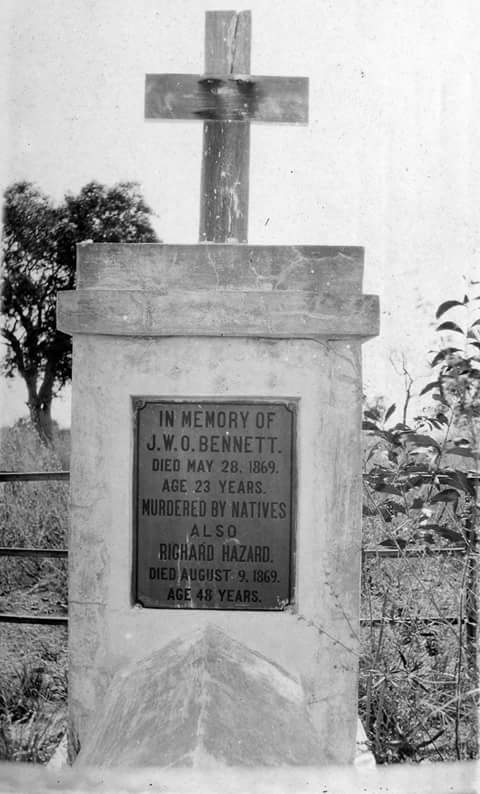 IN MEMORY OF
J.W.O. BENNETT.
DIED MAY 28, 1869.
AGE 23 YEARS.
MURDERED BY NATIVES
ALSO
RICHARD HAZARD.
DIED AUGUST 9, 1869.
AGE 48 YEARS.